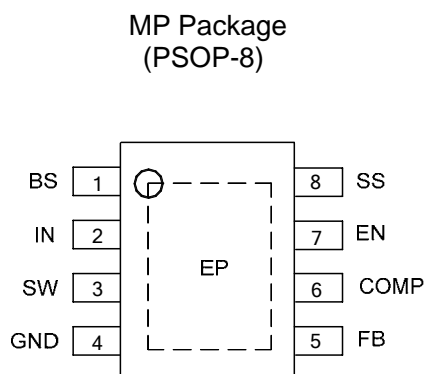 MP Package
(PSOP-8)
BS 1 8 SS
IN 2 7 EN
EP
SW 3 6 COMP
GND 4 5 FB